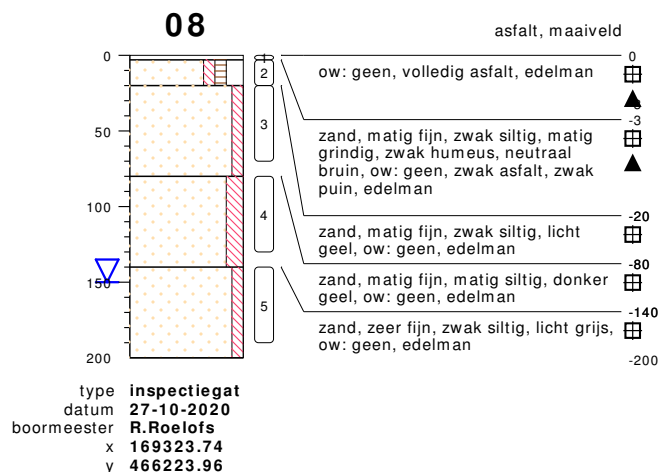 08
asfalt, maaiveld
0
0
1
ow: geen, volledig asfalt, edelman
2
-3
zand, matig fijn, zwak siltig, matig
grindig, zwak humeus, neutraal
bruin, ow: geen, zwak asfalt, zwak
puin, edelman
50
3
100
4
-20
zand, matig fijn, zwak siltig, licht
geel, ow: geen, edelman
-80
zand, matig fijn, matig siltig, donker
geel, ow: geen, edelman
150
5
-140
zand, zeer fijn, zwak siltig, licht grijs,
ow: geen, edelman
200
-200
type inspectiegat
datum 27-10-2020
boormeester R.Roelofs
x 169323.74
y 466223.96